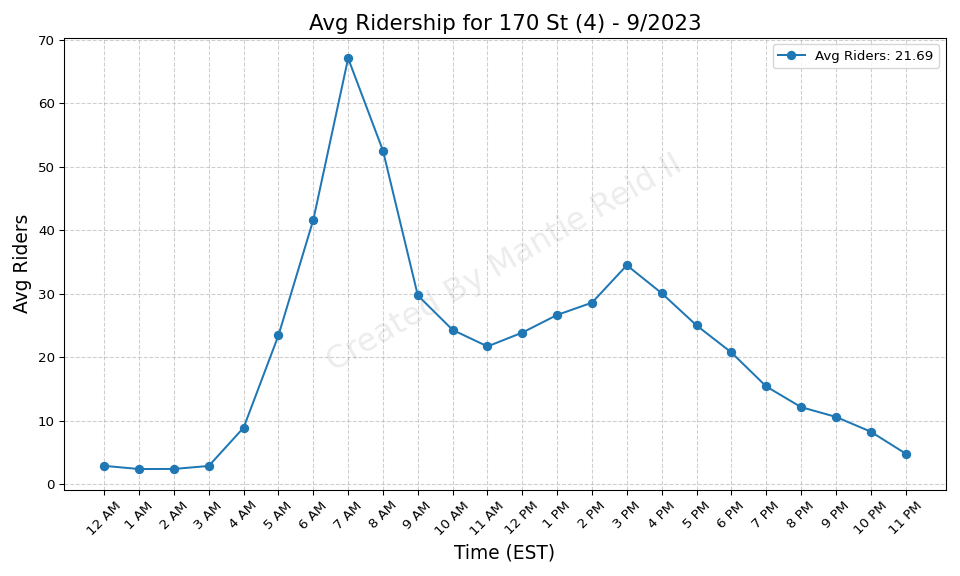 Avg Ridership for 170 St (4) - 9/2023
Avg Riders: 21.69
Avg Riders
70
60
50
40
30
20
10
0
Created By Mantle Reid II
12 AM
1 AM
2 AM
3 AM
4 AM
5 AM
6 AM
7 AM
8 AM
9 AM
10 AM
11 AM
12 PM
1 PM
2 PM
3 PM
4 PM
5 PM
6 PM
7 PM
8 PM
9 PM
10 PM
11 PM
Time (EST)